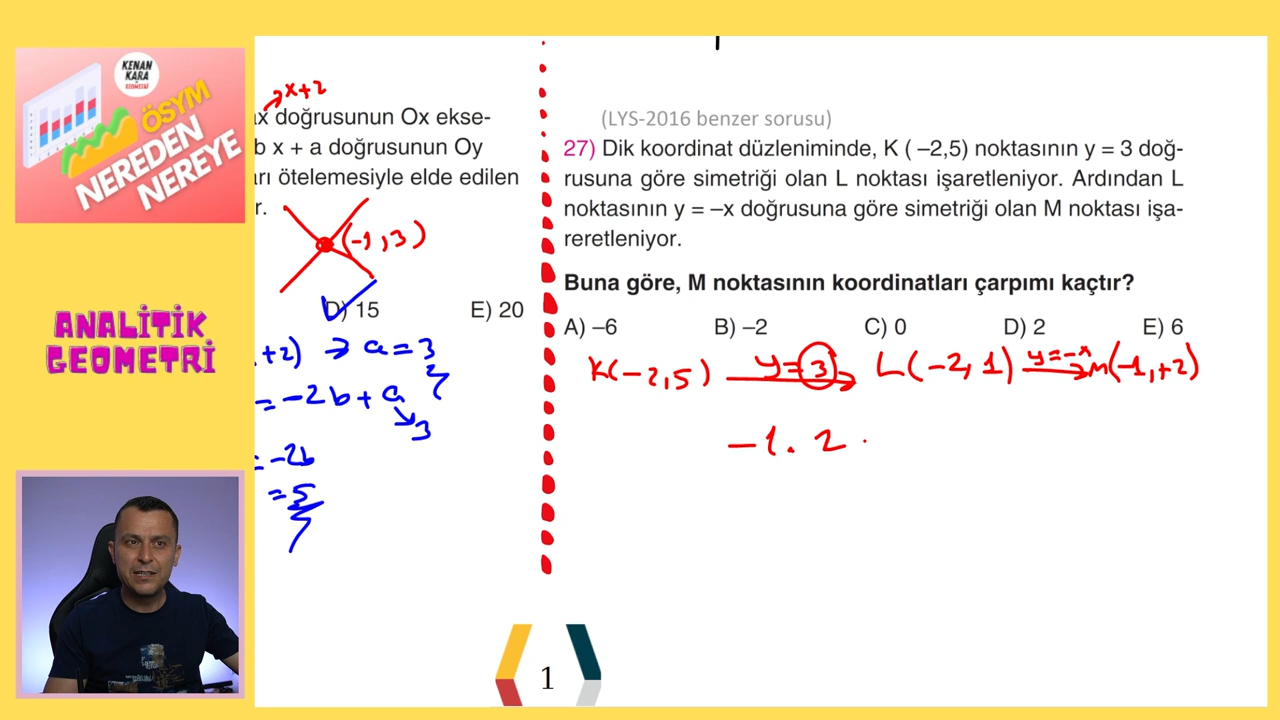 KENAN
KARA
GEOMETRİ
ÖSYM
NEREDEN
NEREYE
ANALİTİK
GEOMETRİ
x+2
ax doğrusunun Ox ekse-
b x + a doğrusunun Oy
rı ötelemesiyle elde edilen
r.
(-1,3)
D) 15 E) 20
+2) → a = 3
= -2b + a
3
= -2b
= 5
(LYS-2016 benzer sorusu)
27) Dik koordinat düzleniminde, K ( –2,5) noktasının y = 3 doğ-
rusuna göre simetriği olan L noktası işaretleniyor. Ardından L
noktasının y = –x doğrusuna göre simetriği olan M noktası işa-
reretleniyor.
Buna göre, M noktasının koordinatları çarpımı kaçtır?
A) –6 B) –2 C) 0 D) 2 E) 6
K(-2,5) y=3 L(-2,1) y=-x M(-1,+2)
-1. 2
1